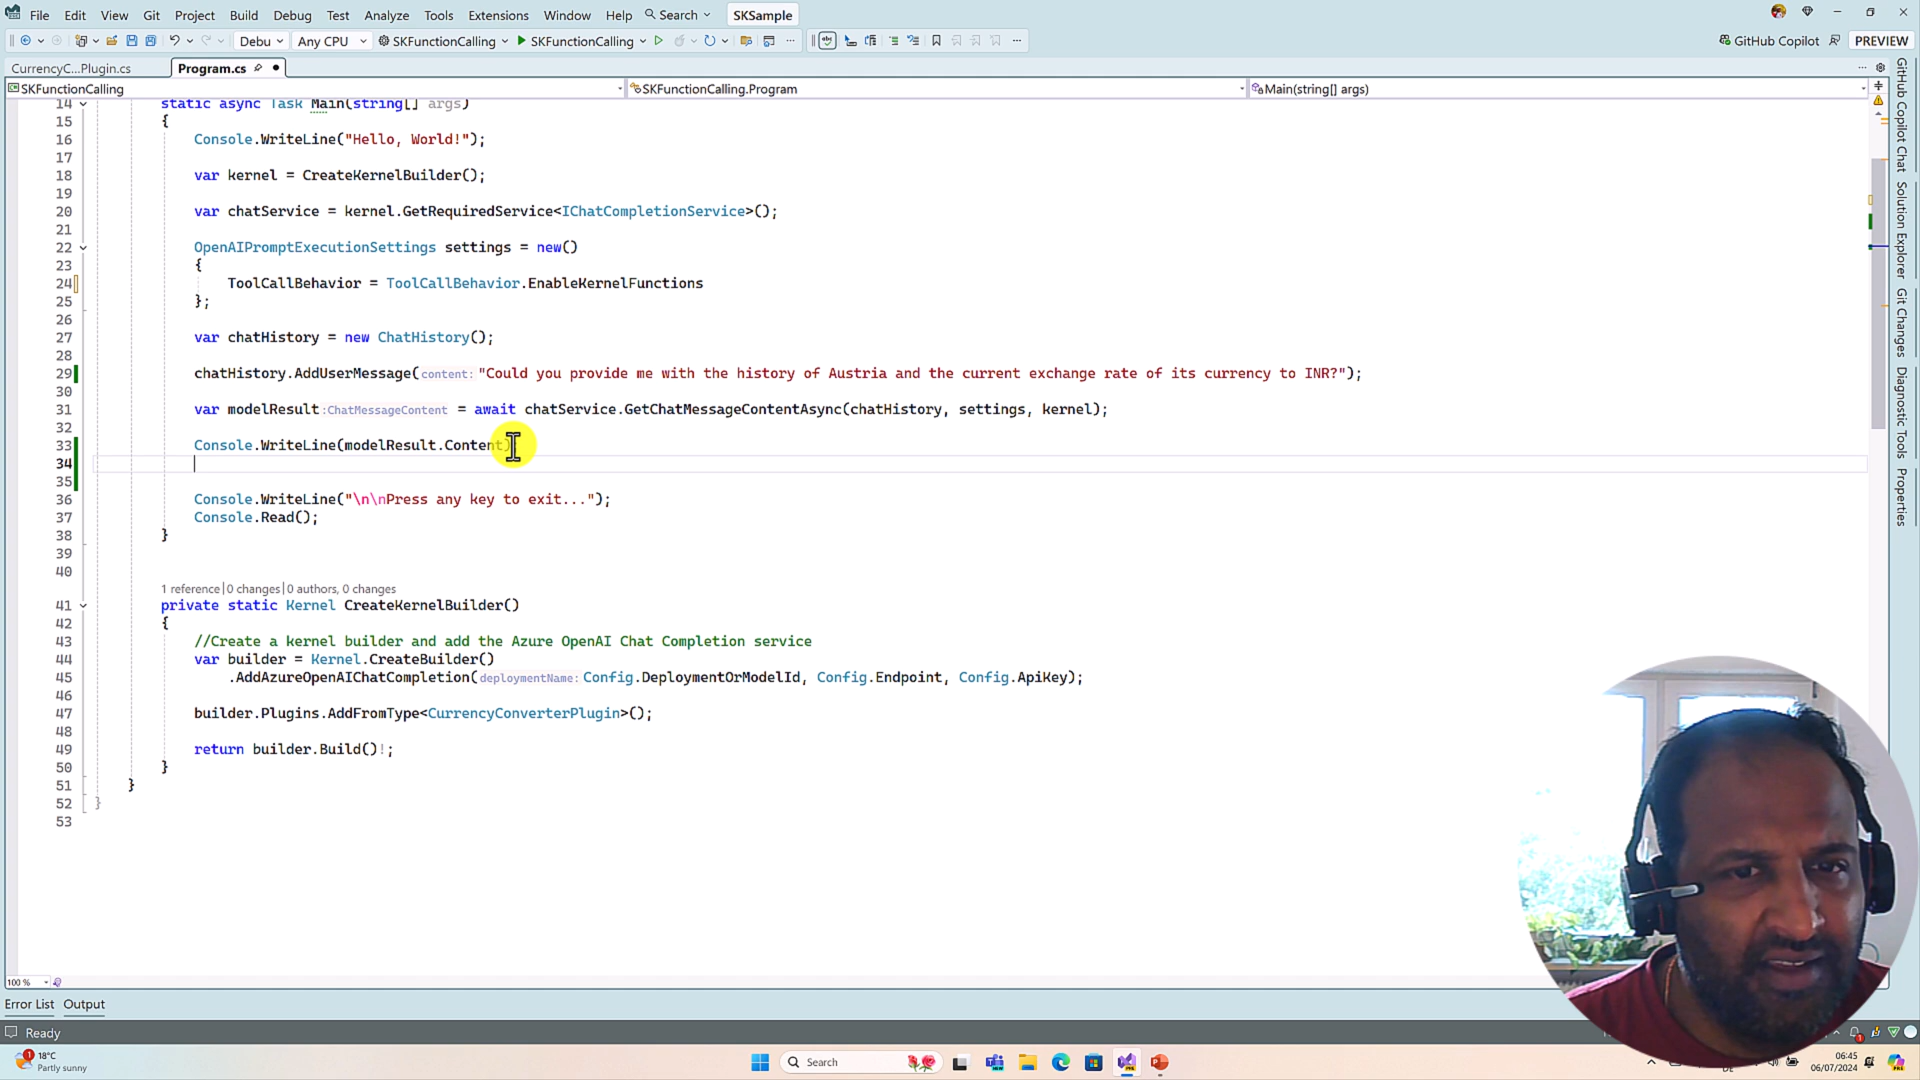 File Edit View Git Project Build Debug Test Analyze Tools Extensions Window Help Search SKSample
Debu Any CPU SKFunctionCalling SKFunctionCalling GitHub Copilot PREVIEW
CurrencyC...Plugin.cs Program.cs
SKFunctionCalling SKFunctionCalling.Program Main(string[] args)
14 static async Task Main(string[] args)
15 {
16 Console.WriteLine("Hello, World!");
17
18 var kernel = CreateKernelBuilder();
19
20 var chatService = kernel.GetRequiredService<IChatCompletionService>();
21
22 OpenAIPromptExecutionSettings settings = new()
23 {
24 ToolCallBehavior = ToolCallBehavior.EnableKernelFunctions
25 };
26
27 var chatHistory = new ChatHistory();
28
29 chatHistory.AddUserMessage(content: "Could you provide me with the history of Austria and the current exchange rate of its currency to INR?");
30
31 var modelResult:ChatMessageContent = await chatService.GetChatMessageContentAsync(chatHistory, settings, kernel);
32
33 Console.WriteLine(modelResult.Content)
34
35
36 Console.WriteLine("\n\nPress any key to exit...");
37 Console.Read();
38 }
39
40
1 reference|0 changes|0 authors, 0 changes
41 private static Kernel CreateKernelBuilder()
42 {
43 //Create a kernel builder and add the Azure OpenAI Chat Completion service
44 var builder = Kernel.CreateBuilder()
45 .AddAzureOpenAIChatCompletion(deploymentName: Config.DeploymentOrModelId, Config.Endpoint, Config.ApiKey);
46
47 builder.Plugins.AddFromType<CurrencyConverterPlugin>();
48
49 return builder.Build()!;
50 }
51 }
52 }
53
GitHub Copilot Chat
Solution Explorer
Git Changes
Diagnostic Tools
Properties
100 %
Error List Output
Ready
1 18°C
Partly sunny
Search
06:45
06/07/2024